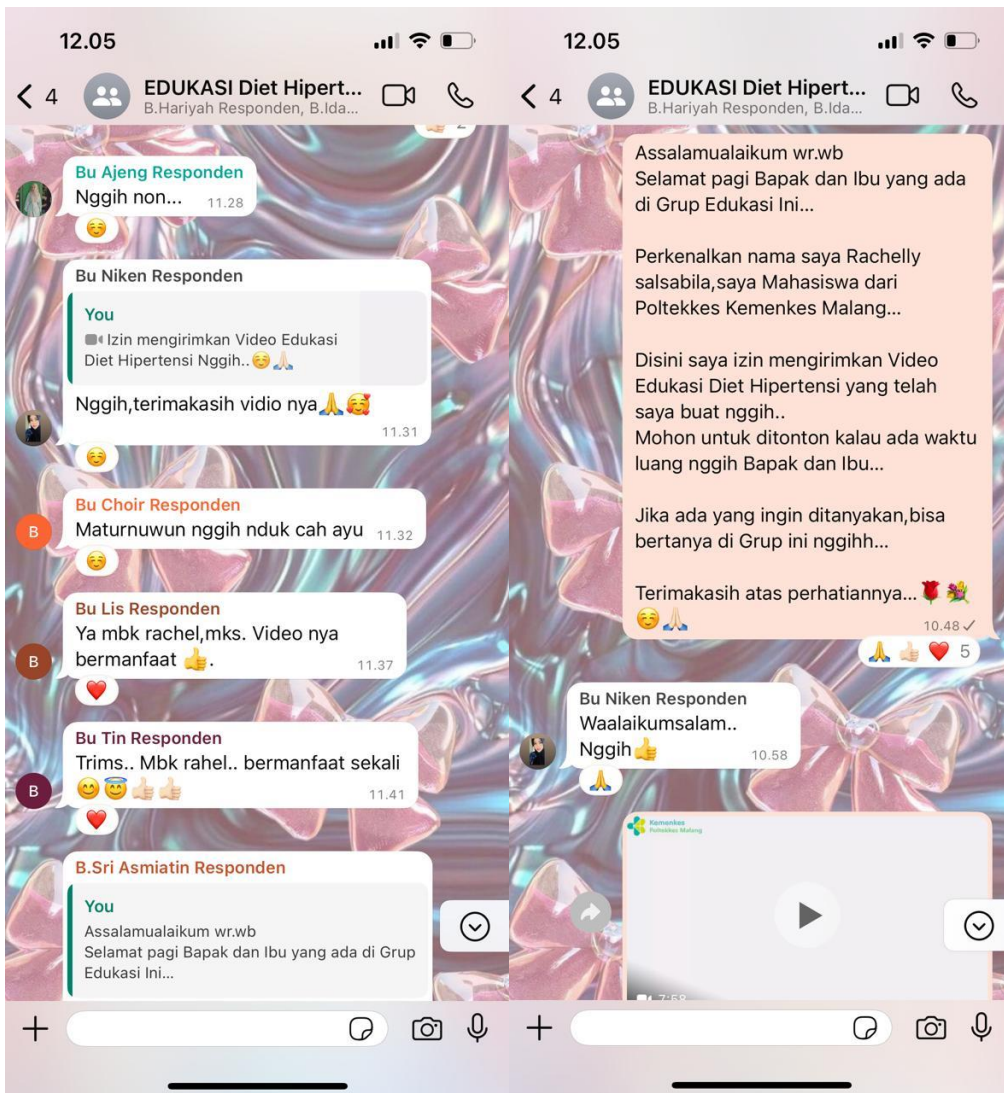 12.05
4
EDUKASI Diet Hipert...
B.Hariyah Responden, B.Ida...
2
Bu Ajeng Responden
Nggih non...
11.28
Bu Niken Responden
You
Izin mengirimkan Video Edukasi
Diet Hipertensi Nggih..☺️🙏🏻
Nggih,terimakasih vidio nya🙏🥰
11.31
B
Bu Choir Responden
Maturnuwun nggih nduk cah ayu
11.32
Bu Lis Responden
Ya mbk rachel,mks. Video nya
bermanfaat 👍.
11.37
B
Bu Tin Responden
Trims.. Mbk rahel.. bermanfaat sekali
😊😇👍🏻👍🏻
11.41
B
B.Sri Asmiatin Responden
You
Assalamualaikum wr.wb
Selamat pagi Bapak dan Ibu yang ada di Grup
Edukasi Ini...
12.05
4
EDUKASI Diet Hipert...
B.Hariyah Responden, B.Ida...
Assalamualaikum wr.wb
Selamat pagi Bapak dan Ibu yang ada
di Grup Edukasi Ini...
Perkenalkan nama saya Rachelly
salsabila,saya Mahasiswa dari
Poltekkes Kemenkes Malang...
Disini saya izin mengirimkan Video
Edukasi Diet Hipertensi yang telah
saya buat nggih..
Mohon untuk ditonton kalau ada waktu
luang nggih Bapak dan Ibu...
Jika ada yang ingin ditanyakan,bisa
bertanya di Grup ini nggihh...
Terimakasih atas perhatiannya...🌹💐
☺️🙏🏻
10.48
5
Bu Niken Responden
Waalaikumsalam..
Nggih👍
10.58
Kemenkes
Poltekkes Malang
7:58